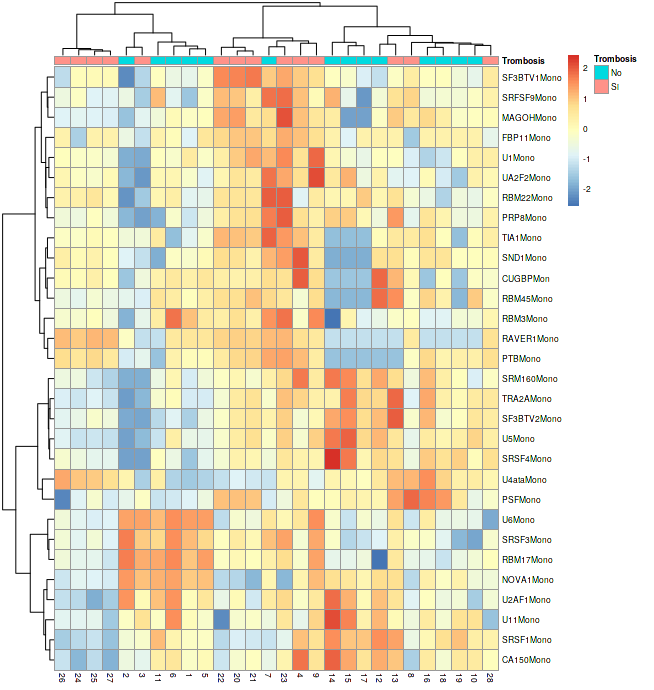 Trombosis
SF3BTV1Mono
SRFSF9Mono
MAGOHMono
FBP11Mono
U1Mono
UA2F2Mono
RBM22Mono
PRP8Mono
TIA1Mono
SND1Mono
CUGBPMon
RBM45Mono
RBM3Mono
RAVER1Mono
PTBMono
SRM160Mono
TRA2AMono
SF3BTV2Mono
U5Mono
SRSF4Mono
U4ataMono
PSFMono
U6Mono
SRSF3Mono
RBM17Mono
NOVA1Mono
U2AF1Mono
U11Mono
SRSF1Mono
CA150Mono
26 24 25 27 2 3 11 6 1 5 22 20 21 7 23 4 9 14 15 17 12 13 8 16 18 19 10 28
2
1
0
-1
-2
Trombosis
No
SI